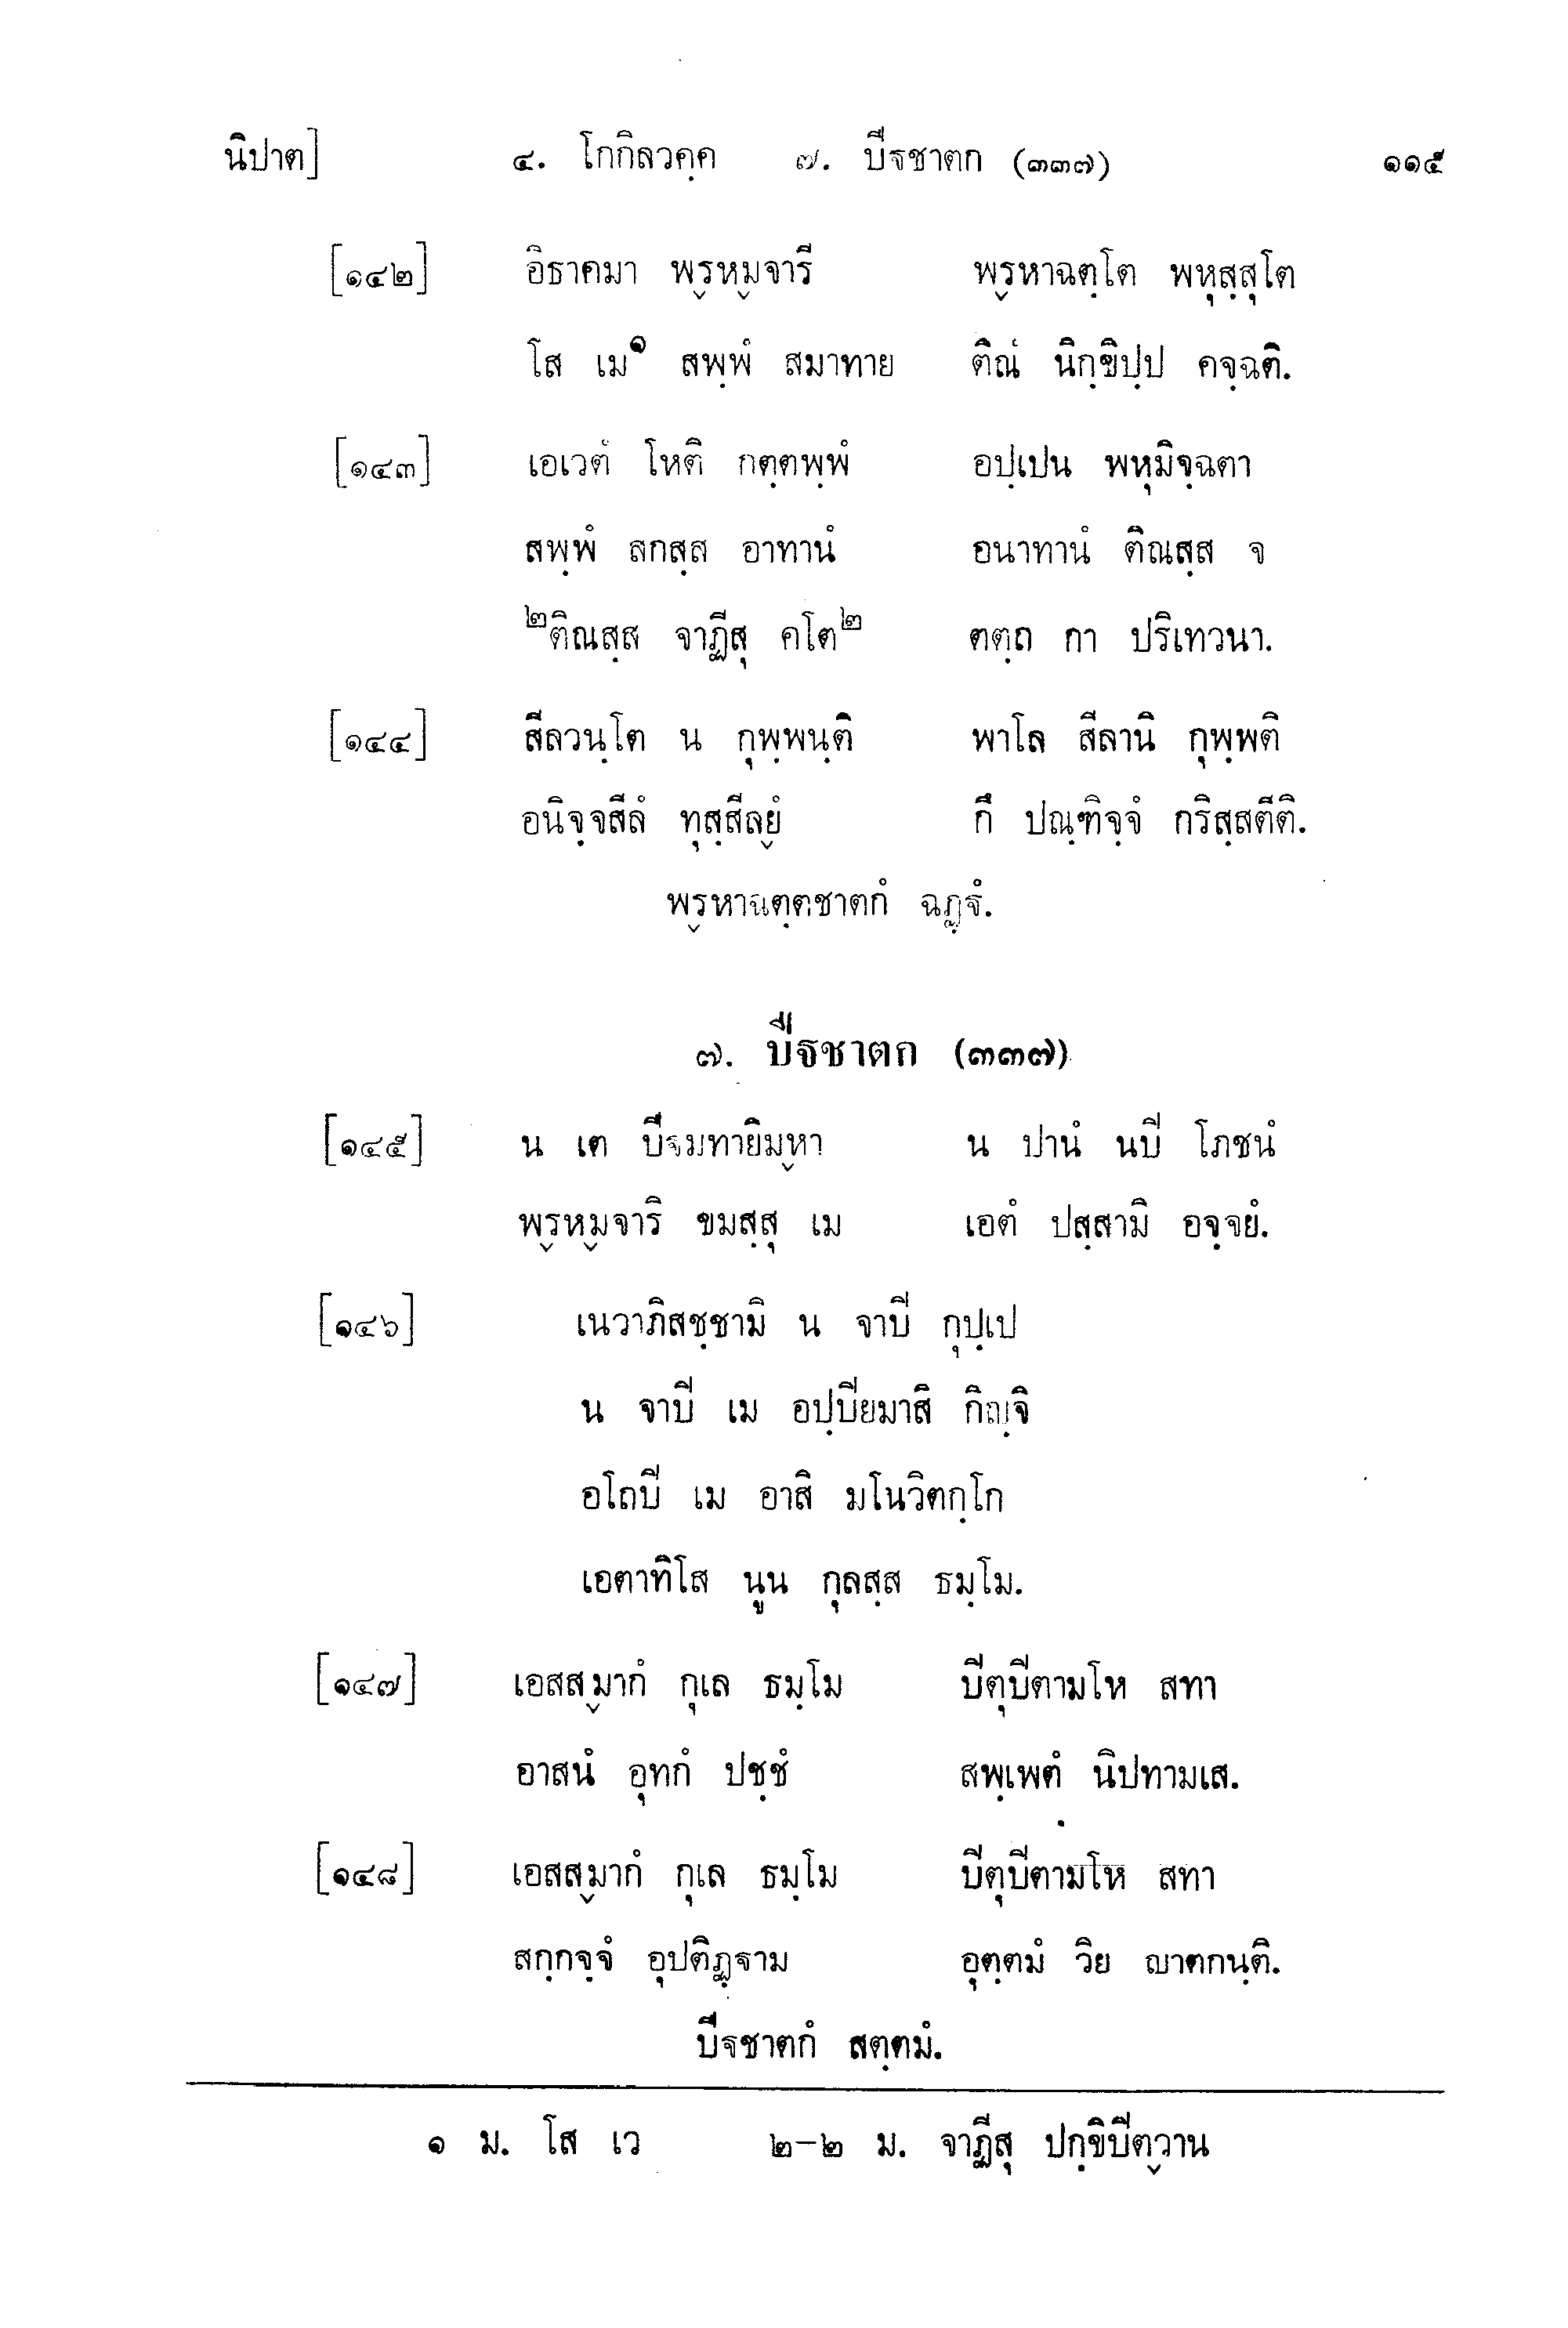 นิปาต] ๔. โกกิลวคฺค ๗. ปีฐชาตก (๓๓๗) ๑๑๕
[๑๔๒] อิธาคมา พ๎รห๎มจารี พ๎รหาฉตฺโต พหุสฺสุโต
โส เม๑ สพฺพํ สมาทาย ติณํ นิกฺขิปฺป คจฺฉติ.
[๑๔๓] เอเวตํ โหติ กตฺตพฺพํ อปฺเปน พหุมิจฺฉตา
สพฺพํ สกสฺส อาทานํ อนาทานํ ติณสฺส จ
๒ติณสฺส จาฏีสุ คโต๒ ตตฺถ กา ปริเทวนา.
[๑๔๔] สีลวนฺโต น กุพฺพนฺติ พาโล สีลานิ กุพฺพติ
อนิจฺจสีลํ ทุสฺสีล๎ยํ กึ ปณฺฑิจฺจํ กริสฺสตีติ.
พ๎รหาฉตฺตชาตกํ ฉฏฺฐํ.
๗. ปีฐชาตก (๓๓๗)
[๑๔๕] น เต ปีฐมทายิม๎หา น ปานํ นปิ โภชนํ
พ๎รห๎มจาริ ขมสฺสุ เม เอตํ ปสฺสามิ อจฺจยํ.
[๑๔๖] เนวาภิสชฺชามิ น จาปิ กุปฺเป
น จาปิ เม อปฺปิยมาสิ กิญฺจิ
อโถปิ เม อาสิ มโนวิตกฺโก
เอตาทิโส นูน กุลสฺส ธมฺโม.
[๑๔๗] เอสส๎มากํ กุเล ธมฺโม ปิตุปิตามโห สทา
อาสนํ อุทกํ ปชฺชํ สพฺเพตํ นิปทามเส.
[๑๔๘] เอสส๎มากํ กุเล ธมฺโม ปิตุปิตามโห สทา
สกฺกจฺจํ อุปติฏฺฐาม อุตฺตมํ วิย ญาตกนฺติ.
ปีฐชาตกํ สตฺตมํ.
๑ ม. โส เว ๒-๒ ม. จาฏีสุ ปกฺขิปิต๎วาน